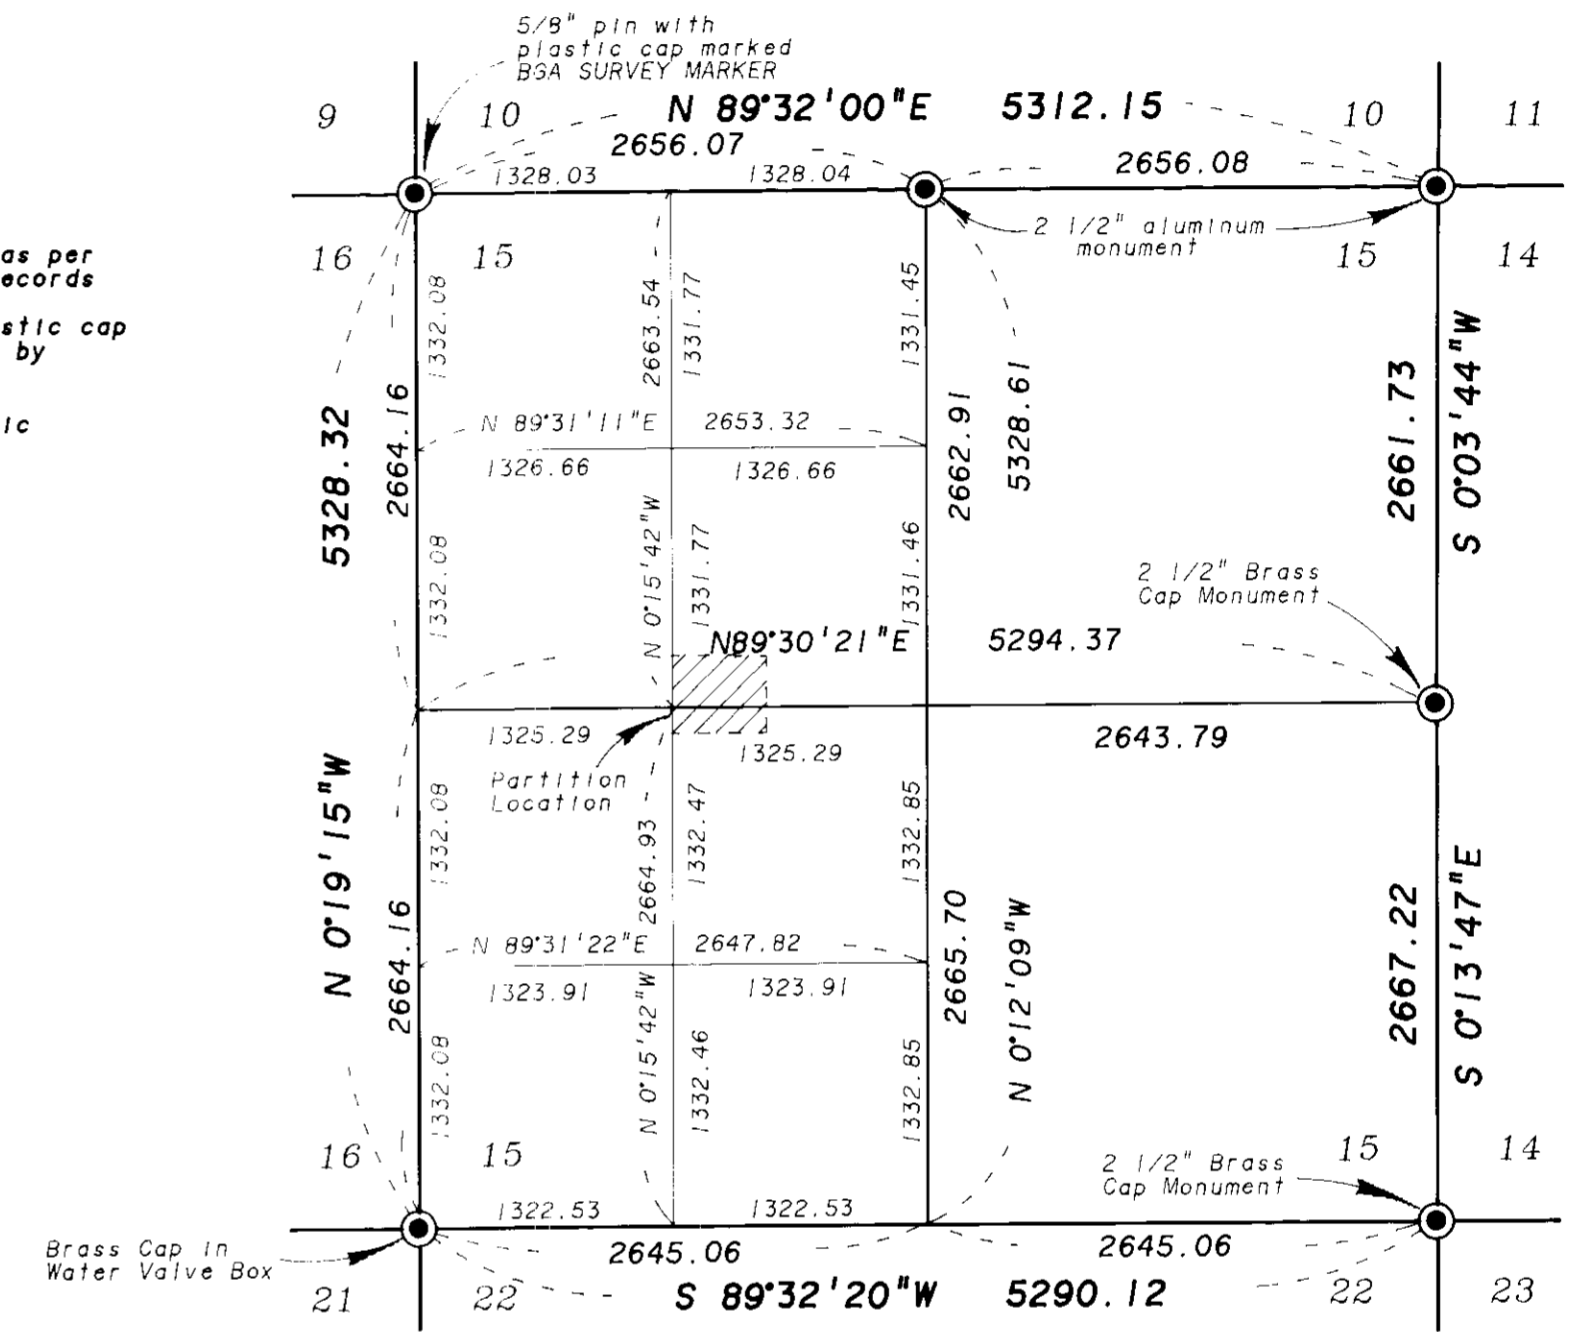 5/8" pin with
plastic cap marked
BGA SURVEY MARKER
9 10 N 89°32'00"E 5312.15 10 11
2656.07 2656.08
1328.03 1328.04
2 1/2" aluminum
monument
16 15 15 14
as per
ecords
stic cap
by
ic
1332.08
2663.54
1331.77
1331.45
5328.32
2664.16
2662.91
5328.61
2661.73
S 0°03'44"W
N 89°31'11"E 2653.32
1326.66 1326.66
1332.08
N 0°15'42"W
1331.77
1331.46
2 1/2" Brass
Cap Monument
N89°30'21"E 5294.37
1325.29 1325.29 2643.79
Partition
Location
N 0°19'15"W
2664.16
1332.08
2664.93
1332.47
1332.85
2665.70
N 0°12'09"W
2667.22
S 0°13'47"E
N 89°31'22"E 2647.82
1323.91 1323.91
1332.08
N 0°15'42"W
1332.46
1332.85
16 15 15 14
2 1/2" Brass
Cap Monument
1322.53 1322.53
2645.06 2645.06
Brass Cap in
Water Valve Box
S 89°32'20"W 5290.12
21 22 22 23